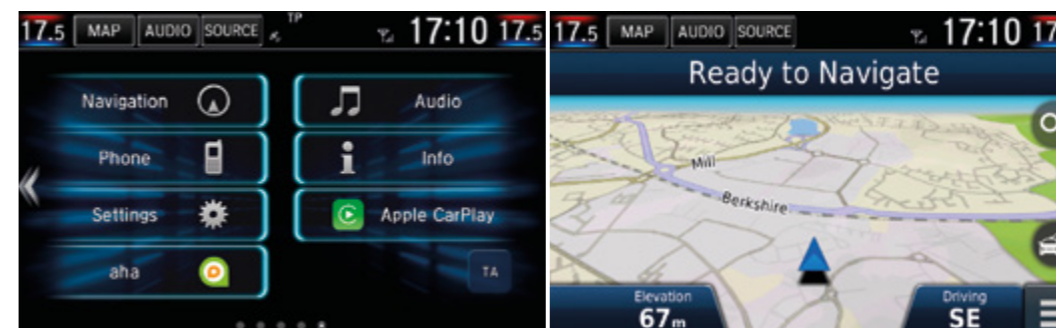 17.5 MAP AUDIO SOURCE TP 17:10 17.5
Navigation Audio
Phone Info
Settings Apple CarPlay
aha TA
17.5 MAP AUDIO SOURCE 17:10 17
Ready to Navigate
Mill
Berkshire
Elevation Driving
67m SE